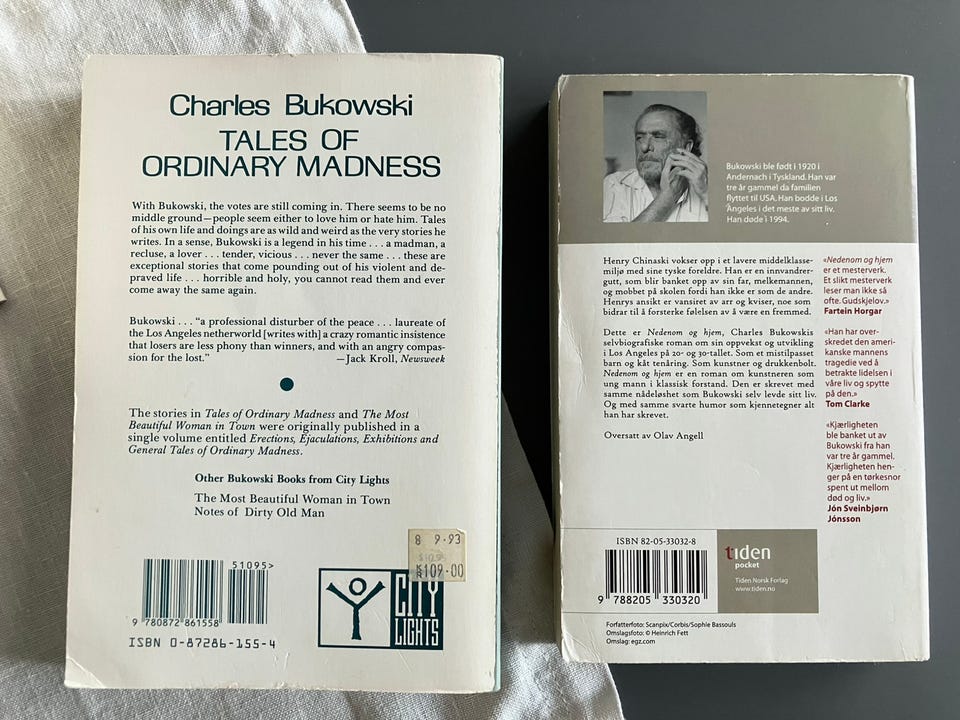 Charles Bukowski
TALES OF
ORDINARY MADNESS
With Bukowski, the votes are still coming in. There seems to be no
middle ground—people seem either to love him or hate him. Tales
of his own life and doings are as wild and weird as the very stories he
writes. In a sense, Bukowski is a legend in his time . . . a madman, a
recluse, a lover . . . tender, vicious . . . never the same . . . these are
exceptional stories that come pounding out of his violent and de-
praved life . . . horrible and holy, you cannot read them and ever
come away the same again.
Bukowski . . . “a professional disturber of the peace . . . laureate of
the Los Angeles netherworld [writes with] a crazy romantic insistence
that losers are less phony than winners, and with an angry compas-
sion for the lost.”
—Jack Kroll, Newsweek
The stories in Tales of Ordinary Madness and The Most
Beautiful Woman in Town were originally published in a
single volume entitled Erections, Ejaculations, Exhibitions and
General Tales of Ordinary Madness.
Other Bukowski Books from City Lights
The Most Beautiful Woman in Town
Notes of Dirty Old Man
8 9·93
109·00
51095>
9 780872 861558
ISBN 0-87286-155-4
CITY
LIGHTS
Bukowski ble født i 1920 i
Andernach i Tyskland. Han var
tre år gammel da familien
flyttet til USA. Han bodde i Los
Angeles i det meste av sitt liv.
Han døde i 1994.
Henry Chinaski vokser opp i et lavere middelklasse-
miljø med sine tyske foreldre. Han er en innvandrer-
gutt, som blir banket opp av sin far, melkemannen,
og mobbet på skolen fordi han ikke er som de andre.
Henrys ansikt er vansiret av arr og kviser, noe som
bidrar til å forsterke følelsen av å være en fremmed.
Dette er Nedenom og hjem, Charles Bukowskis
selvbiografiske roman om sin oppvekst og utvikling
i Los Angeles på 20- og 30-tallet. Som et mistilpasset
barn og kåt tenåring. Som kunstner og drukkenbolt.
Nedenom og hjem er en roman om kunstneren som
ung mann i klassisk forstand. Den er skrevet med
samme nådeløshet som Bukowski selv levde sitt liv.
Og med samme svarte humor som kjennetegner alt
han har skrevet.
Oversatt av Olav Angell
«Nedenom og hjem
er et mesterverk.
Et slikt mesterverk
leser man ikke så
ofte. Gudskjelov.»
Fartein Horgar
«Han har over-
skredet den ameri-
kanske mannens
tragedie ved å
betrakte lidelsen i
våre liv og spytte
på den.»
Tom Clarke
«Kjærligheten
ble banket ut av
Bukowski fra han
var tre år gammel.
Kjærligheten hen-
ger på en tørkesnor
spent ut mellom
død og liv.»
Jón Sveinbjørn
Jónsson
ISBN 82-05-33032-8
9 788205 330320
tiden
pocket
Tiden Norsk Forlag
www.tiden.no
Forfatterfoto: Scanpix/Corbis/Sophie Bassouls
Omslagsfoto: © Heinrich Fett
Omslag: egz.com